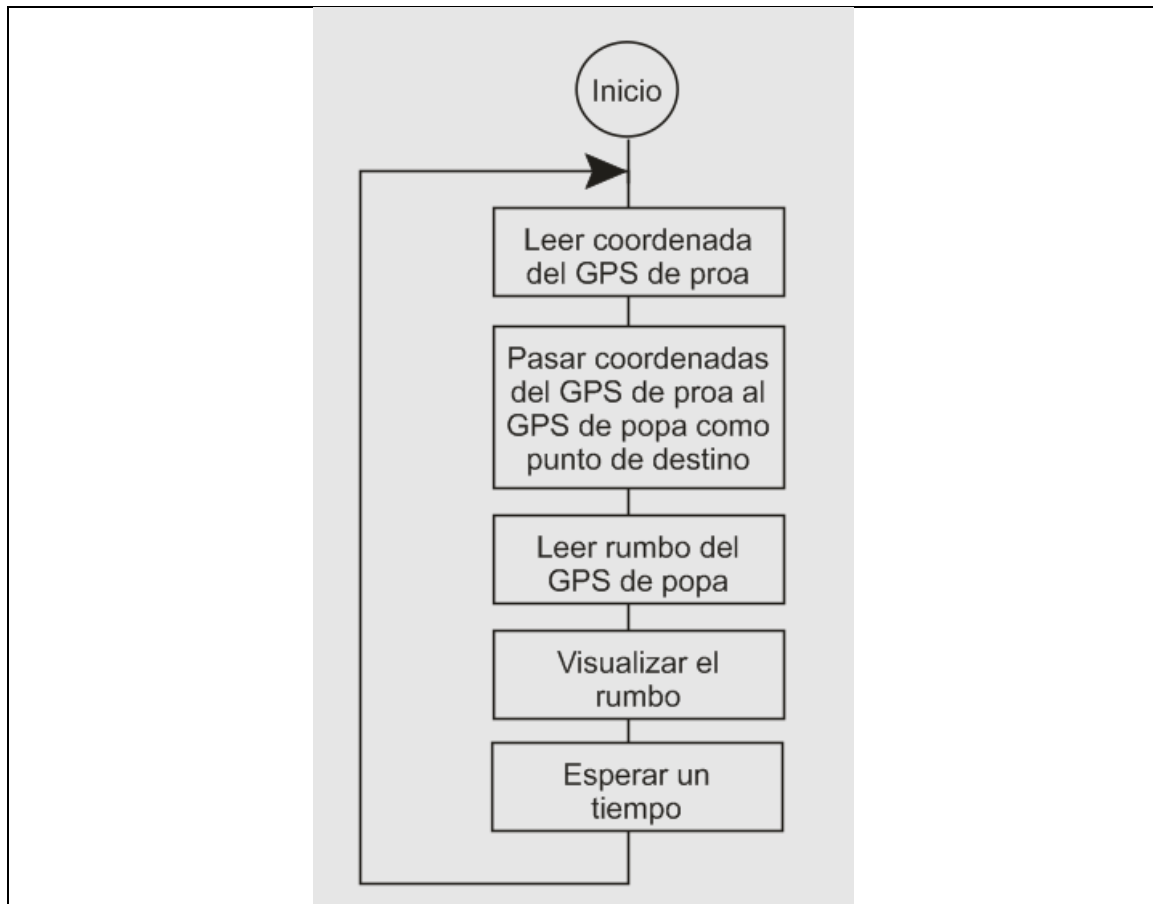 Inicio
Leer coordenada
del GPS de proa
Pasar coordenadas
del GPS de proa al
GPS de popa como
punto de destino
Leer rumbo del
GPS de popa
Visualizar el
rumbo
Esperar un
tiempo